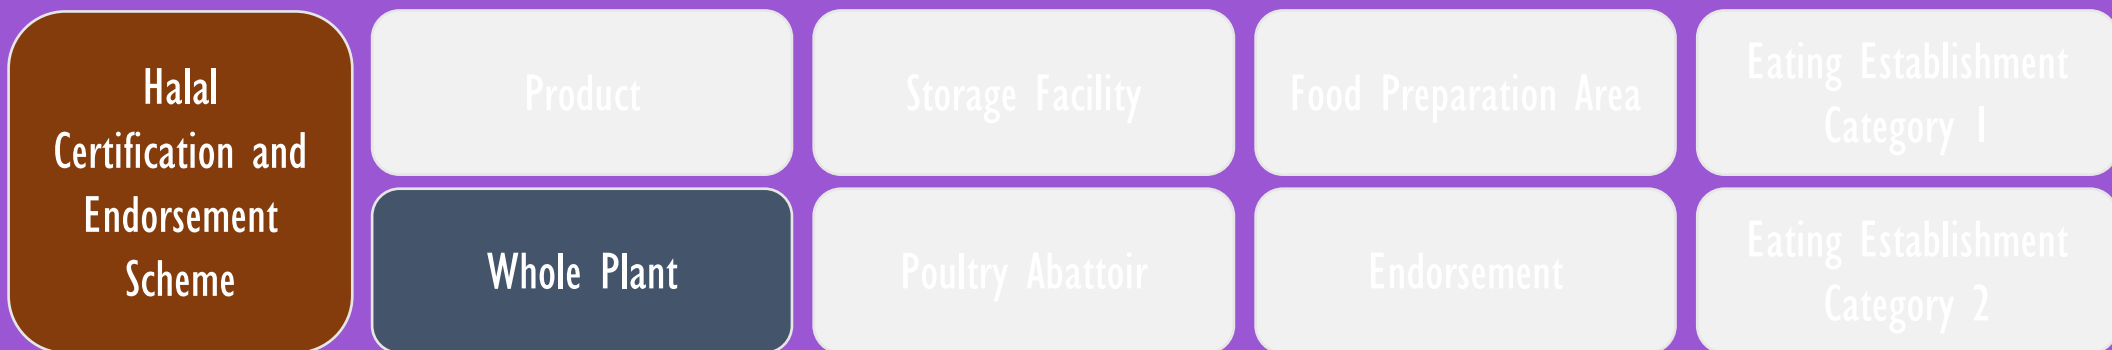 Halal
Certification and
Endorsement
Scheme
Product
Storage Facility
Food Preparation Area
Eating Establishment
Category 1
Whole Plant
Poultry Abattoir
Endorsement
Eating Establishment
Category 2